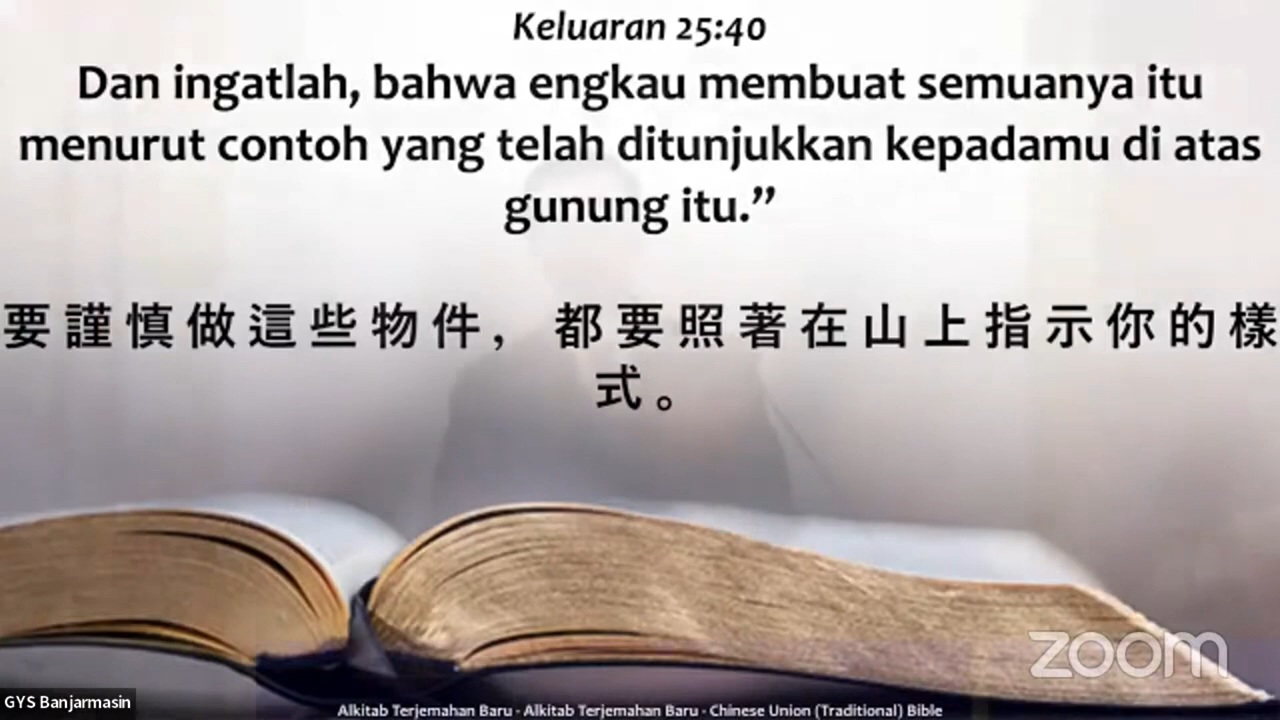 Keluaran 25:40
Dan ingatlah, bahwa engkau membuat semuanya itu
menurut contoh yang telah ditunjukkan kepadamu di atas
gunung itu.”
要謹慎做這些物件, 都要照著在山上指示你的樣
式。
zoom
GYS Banjarmasin
Alkitab Terjemahan Baru - Alkitab Terjemahan Baru - Chinese Union (Traditional) Bible